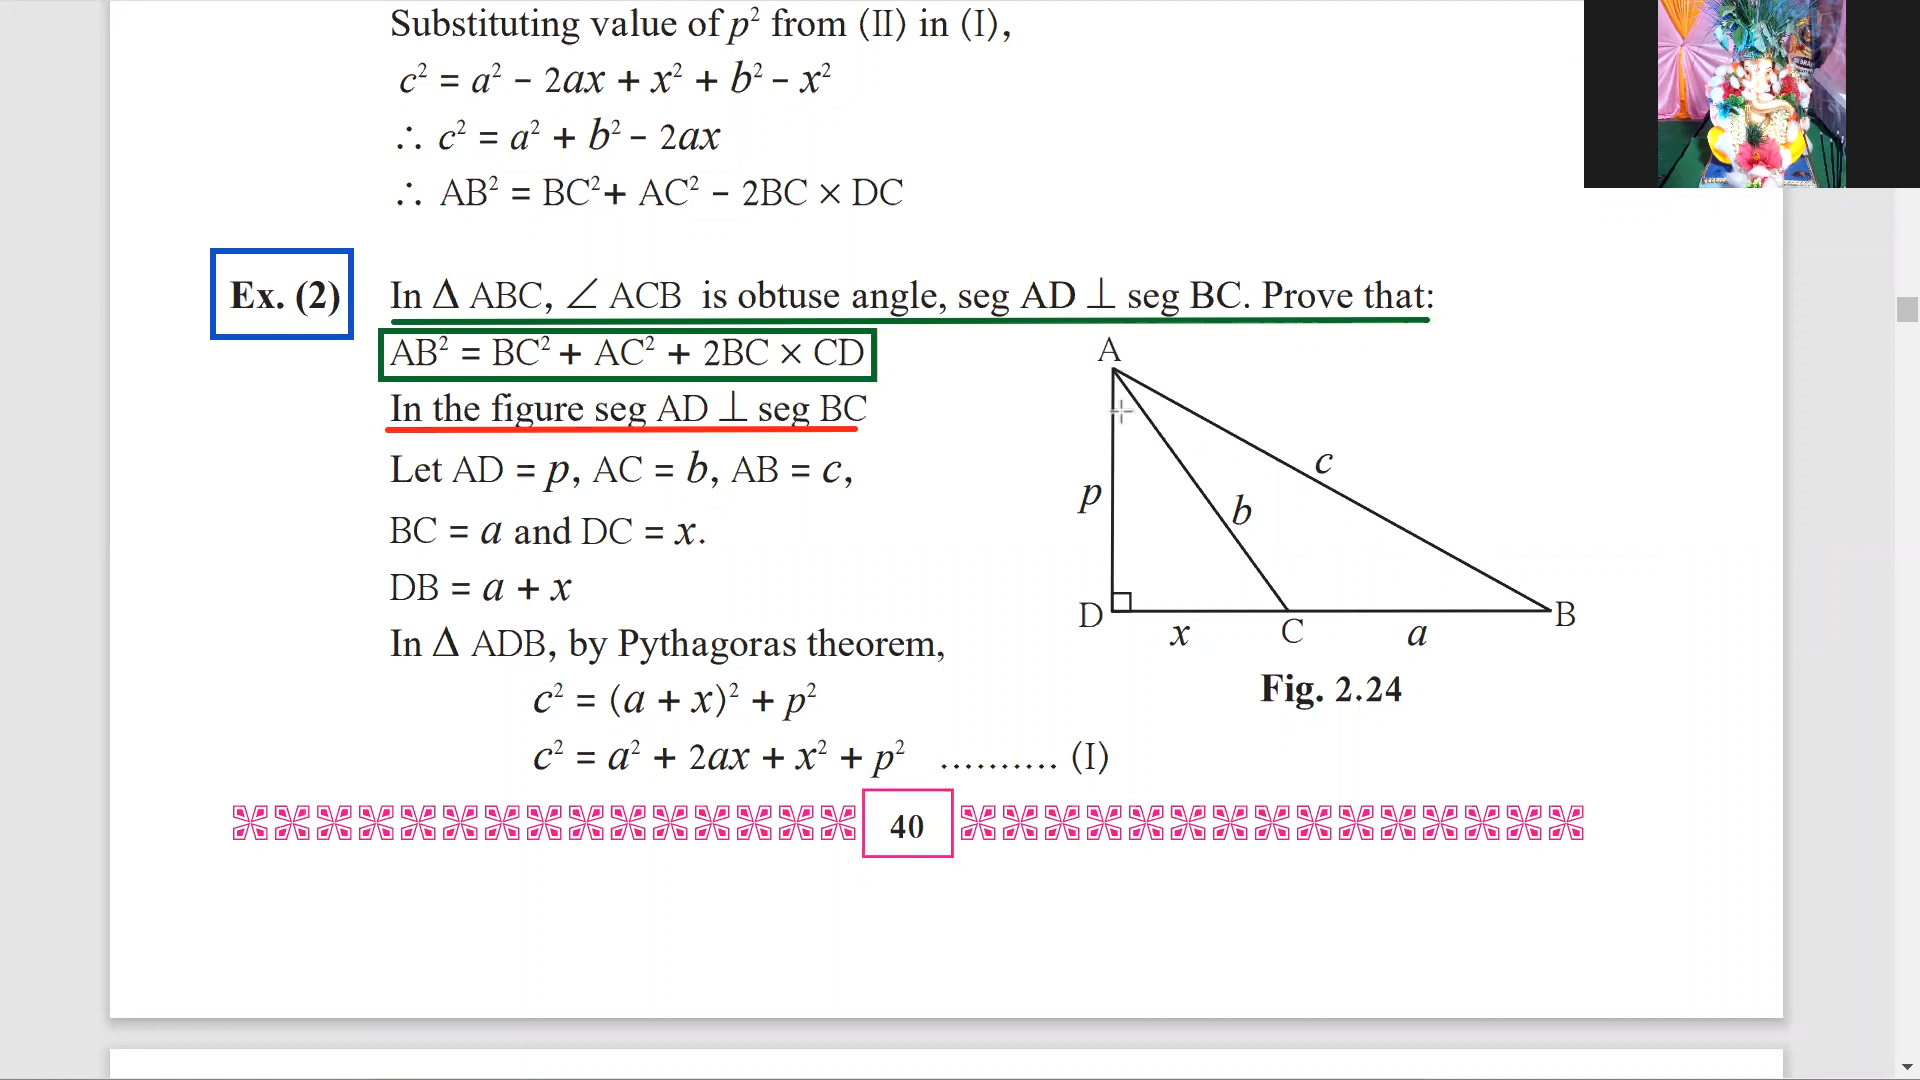 Substituting value of p² from (II) in (I),
c² = a² − 2ax + x² + b² − x²
∴ c² = a² + b² − 2ax
∴ AB² = BC² + AC² − 2BC × DC
Ex. (2) In Δ ABC, ∠ ACB is obtuse angle, seg AD ⊥ seg BC. Prove that:
AB² = BC² + AC² + 2BC × CD
In the figure seg AD ⊥ seg BC
Let AD = p, AC = b, AB = c,
BC = a and DC = x.
DB = a + x
In Δ ADB, by Pythagoras theorem,
c² = (a + x)² + p²
c² = a² + 2ax + x² + p² .......... (I)
A
c
p
b
D
B
x
C
a
Fig. 2.24
40